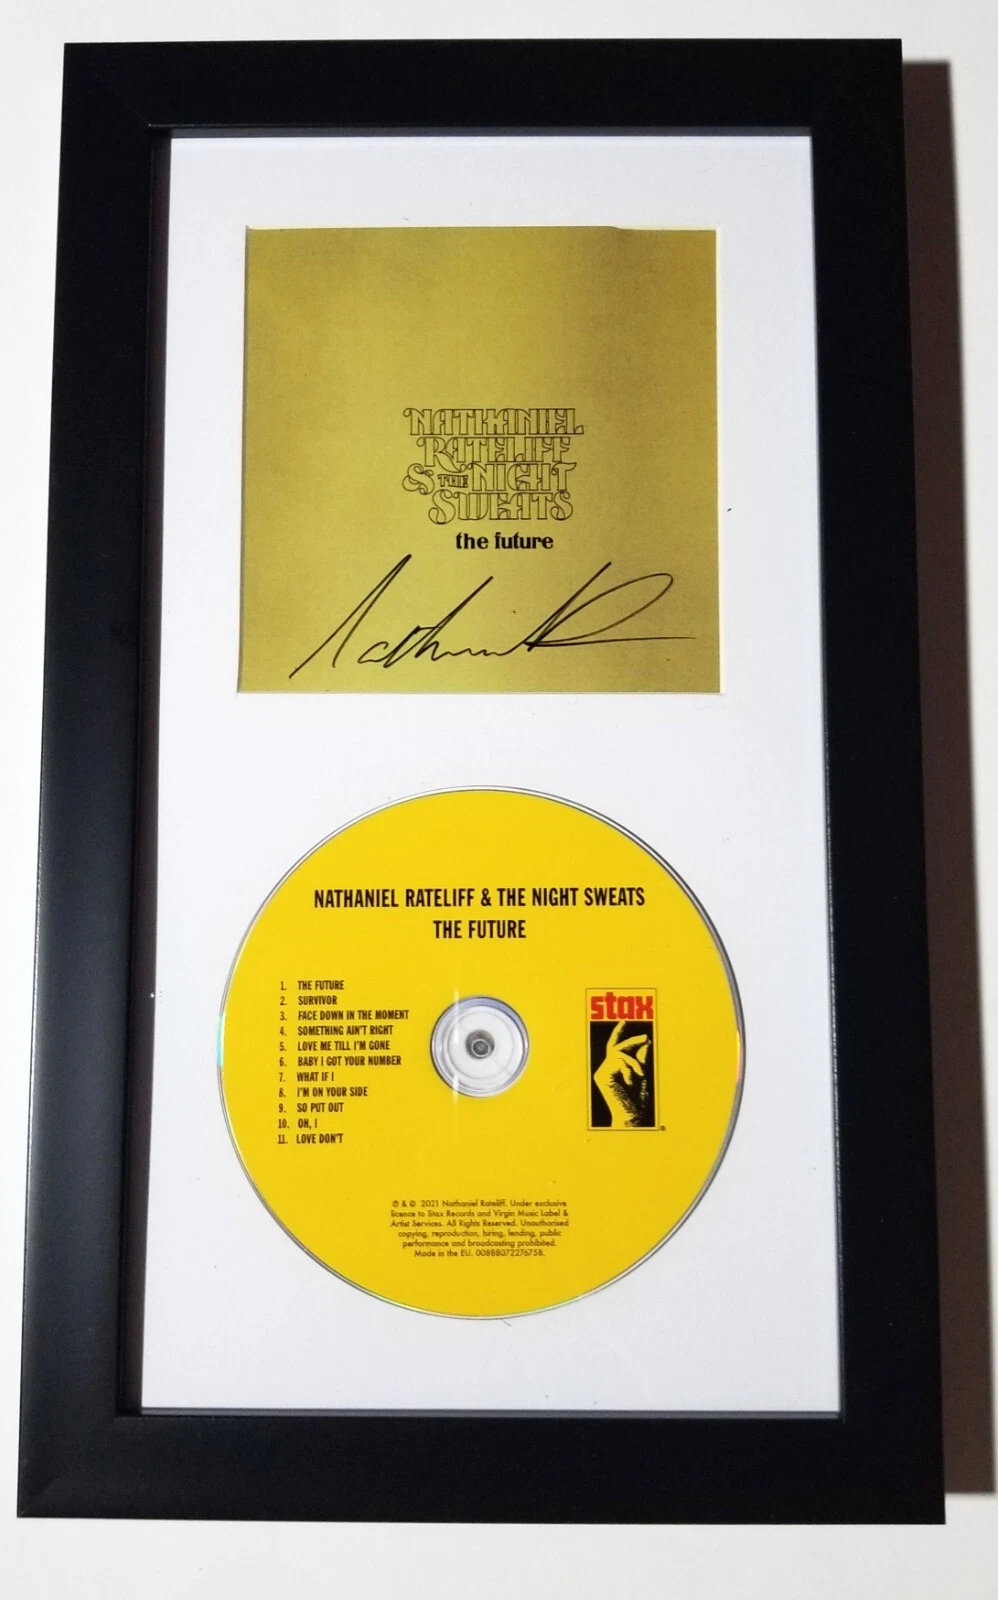 NATHANIEL
RATELIFF
& THE NIGHT
SWEATS
the future
Nathaniel R
NATHANIEL RATELIFF & THE NIGHT SWEATS
THE FUTURE
1. THE FUTURE
2. SURVIVOR
3. FACE DOWN IN THE MOMENT
4. SOMETHING AIN'T RIGHT
5. LOVE ME TILL I'M GONE
6. BABY I GOT YOUR NUMBER
7. WHAT IF I
8. I'M ON YOUR SIDE
9. SO PUT OUT
10. OH, I
11. LOVE DON'T
stax
®
℗ & © 2021 Nathaniel Rateliff. Under exclusive
licence to Stax Records and Virgin Music Label &
Artist Services. All Rights Reserved. Unauthorised
copying, reproduction, hiring, lending, public
performance and broadcasting prohibited.
Made in the EU. 00888072276758.